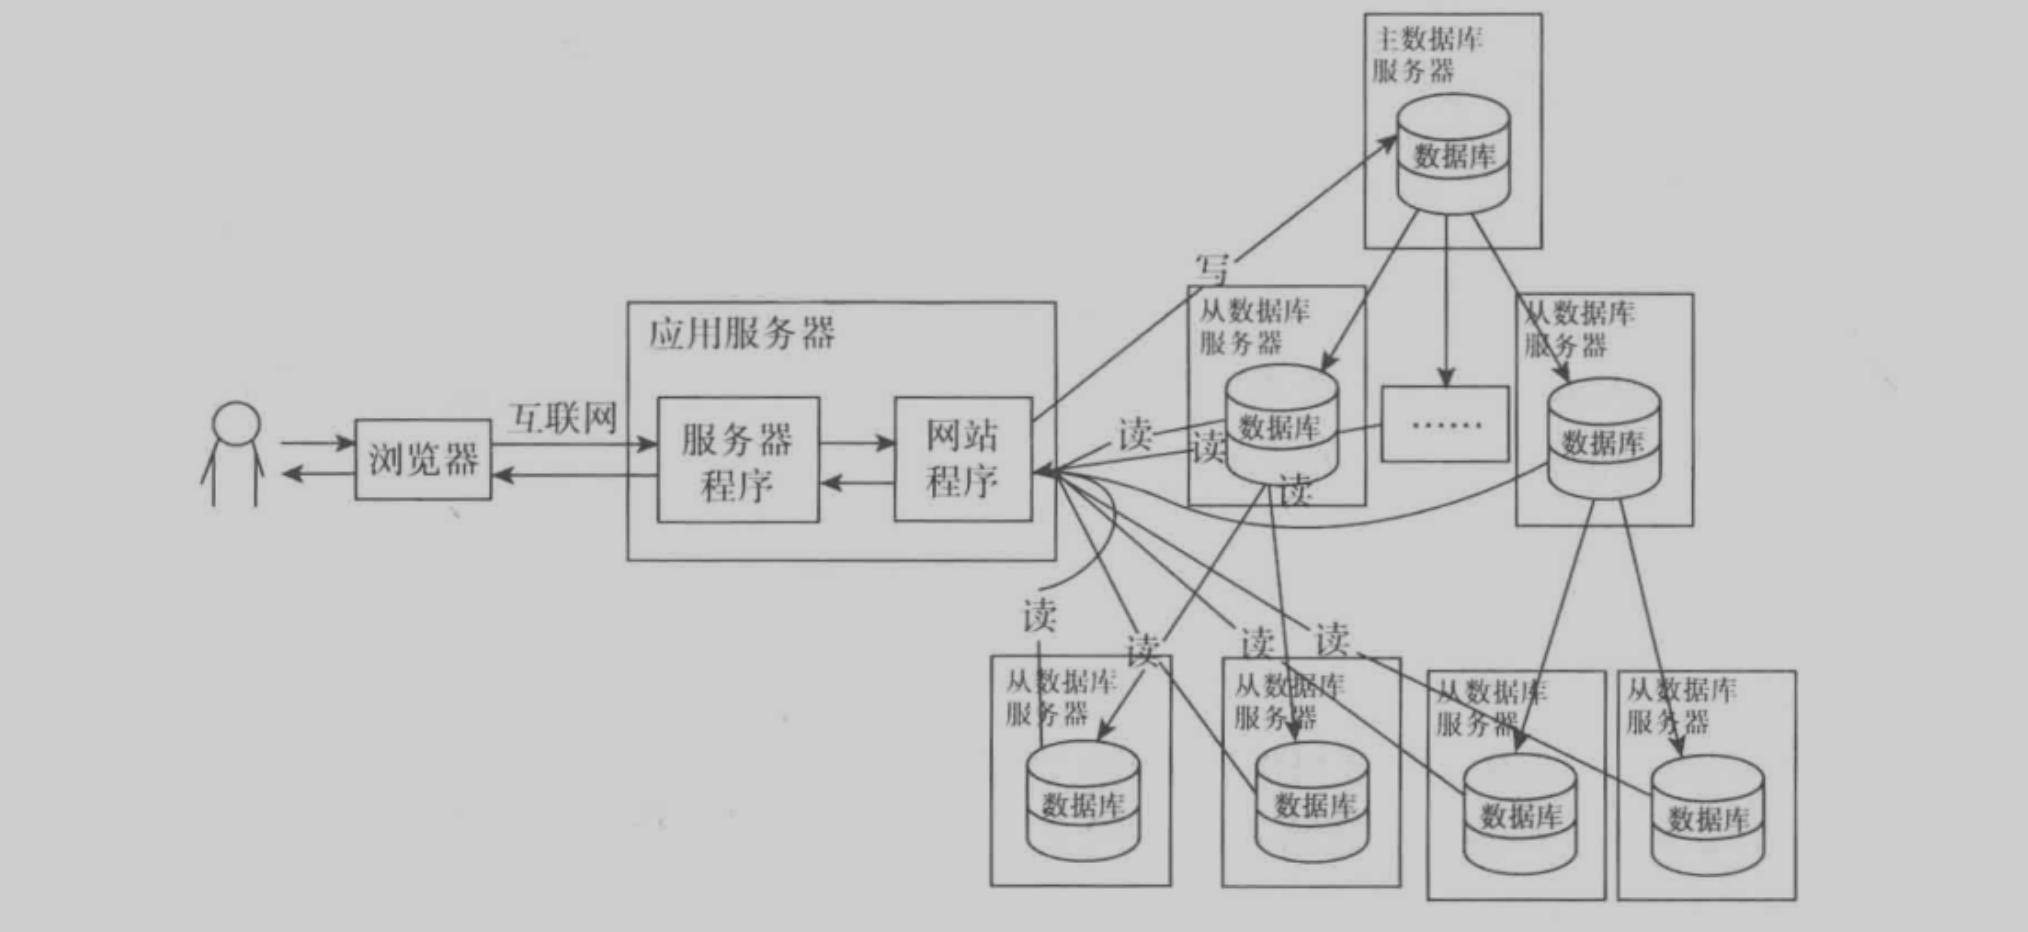 主数据库
服务器
数据库
写
应用服务器
从数据库
服务器
从数据库
服务器
互联网
浏览器
服务器
程序
网站
程序
读
读
数据库
......
数据库
读
读
读
读
读
从数据库
服务器
从数据库
服务器
从数据库
服务器
从数据库
服务器
数据库
数据库
数据库
数据库